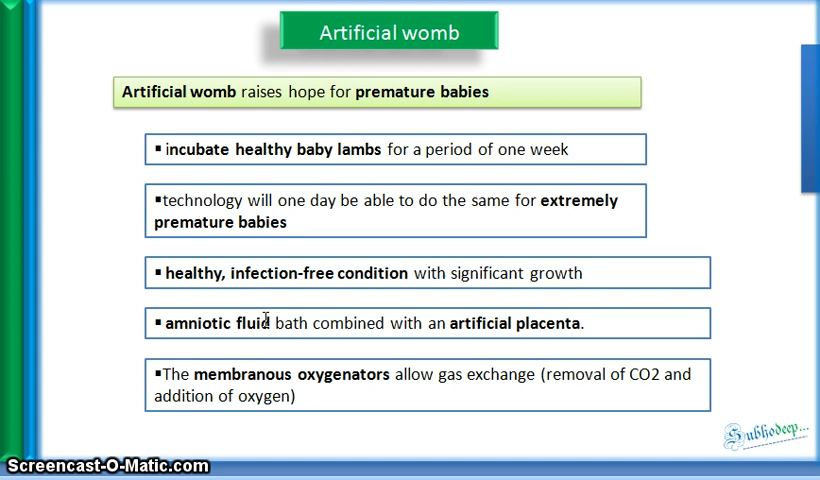 Artificial womb
Artificial womb raises hope for premature babies
▪ incubate healthy baby lambs for a period of one week
▪technology will one day be able to do the same for extremely
premature babies
▪ healthy, infection-free condition with significant growth
▪ amniotic fluid bath combined with an artificial placenta.
▪The membranous oxygenators allow gas exchange (removal of CO2 and
addition of oxygen)
Subhodeep...
Screencast-O-Matic.com